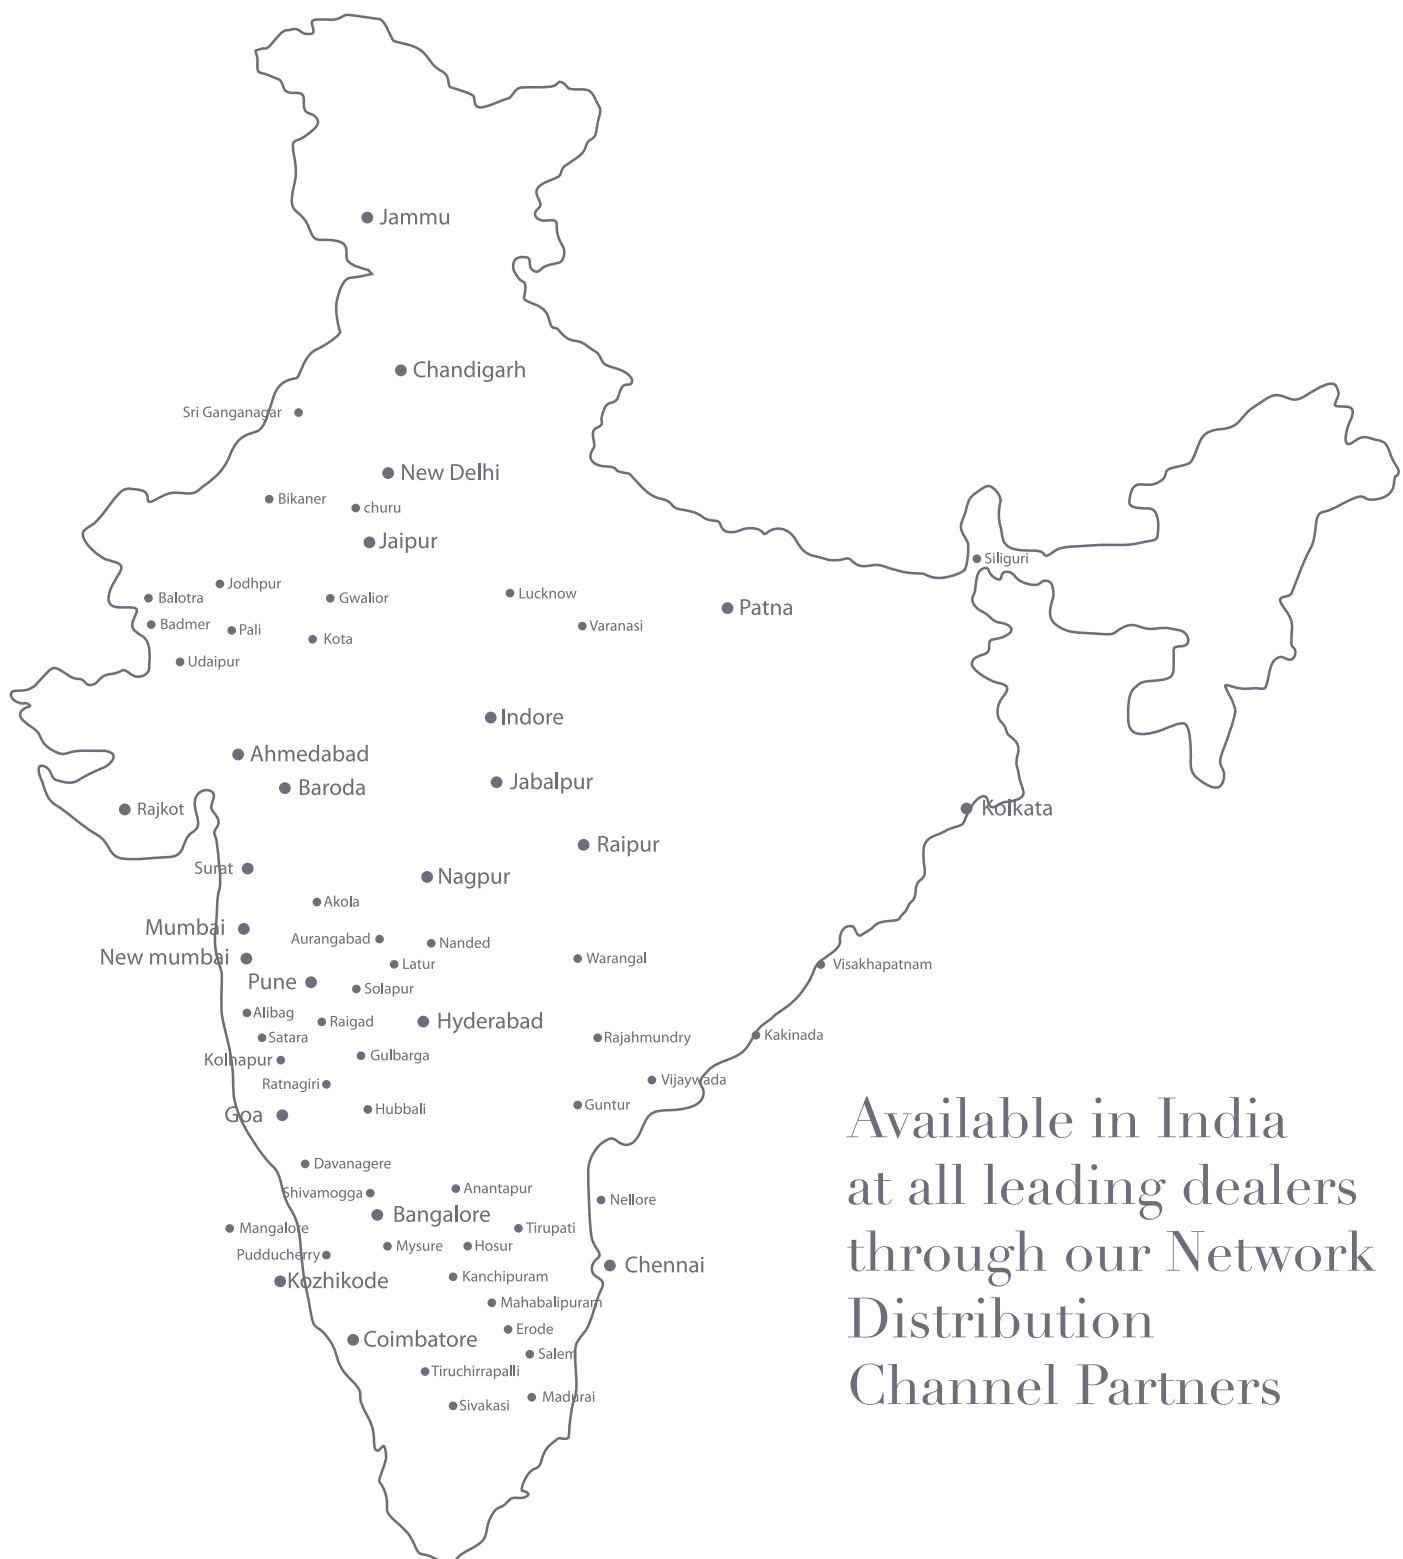 Jammu
Chandigarh
Sri Ganganagar
New Delhi
Bikaner
churu
Jaipur
Siliguri
Jodhpur
Lucknow
Balotra
Gwalior
Patna
Badmer
Pali
Varanasi
Kota
Udaipur
Indore
Ahmedabad
Jabalpur
Baroda
Rajkot
Kolkata
Raipur
Surat
Nagpur
Akola
Mumbai
Aurangabad
Nanded
New mumbai
Warangal
Latur
Visakhapatnam
Pune
Solapur
Alibag
Raigad
Hyderabad
Satara
Rajahmundry
Kakinada
Kolhapur
Gulbarga
Ratnagiri
Vijaywada
Goa
Hubbali
Guntur
Davanagere
Shivamogga
Anantapur
Nellore
Bangalore
Mangalore
Tirupati
Pudducherry
Mysure
Hosur
Chennai
Kozhikode
Kanchipuram
Mahabalipuram
Coimbatore
Erode
Salem
Tiruchirrapalli
Madurai
Sivakasi
Available in India
at all leading dealers
through our Network
Distribution
Channel Partners